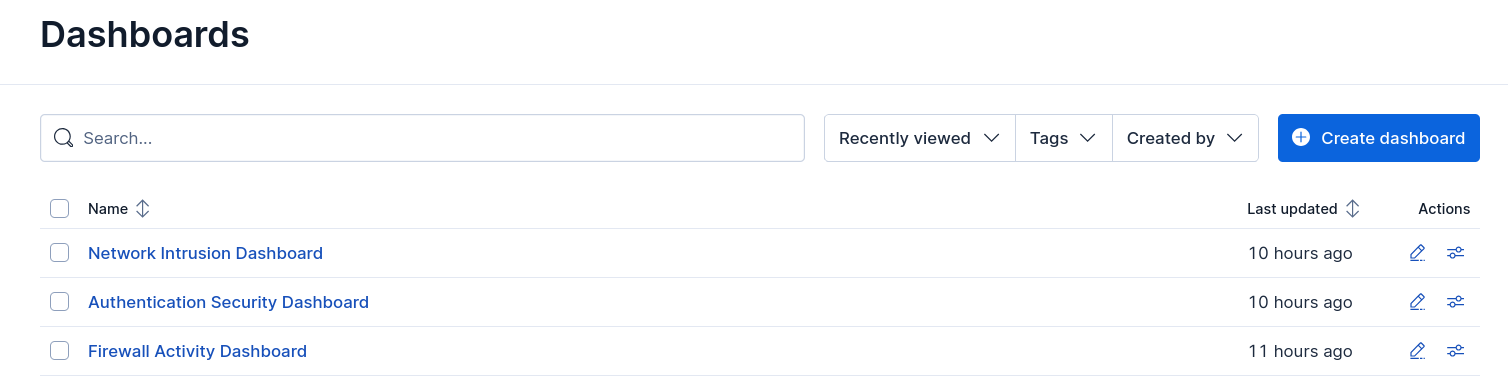 Dashboards
Search...
Recently viewed
Tags
Created by
Create dashboard
Name
Last updated
Actions
Network Intrusion Dashboard
10 hours ago
Authentication Security Dashboard
10 hours ago
Firewall Activity Dashboard
11 hours ago